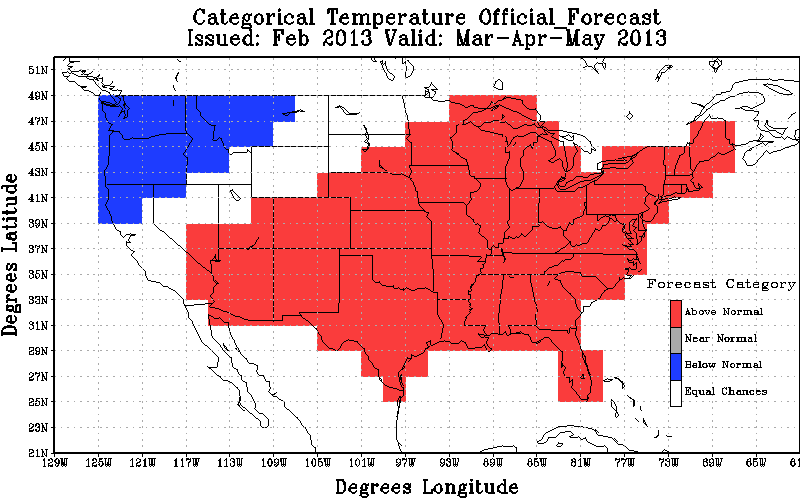 Categorical Temperature Official_Forecast
Issued: Feb 2013 Valid: Mar-Apr-May 2013
51N
49N
47N
45N
43N
41N
39N
37N
35N
33N
31N
29N
27N
25N
23N
21N
Degrees Latitude
Forecast Category
Above Normal
Near Normal
Below Normal
Equal Chances
129W 125W 121W 117W 113W 109W 105W 101W 97W 93W 89W 85W 81W 77W 73W 69W 65W 61
Degrees Longitude